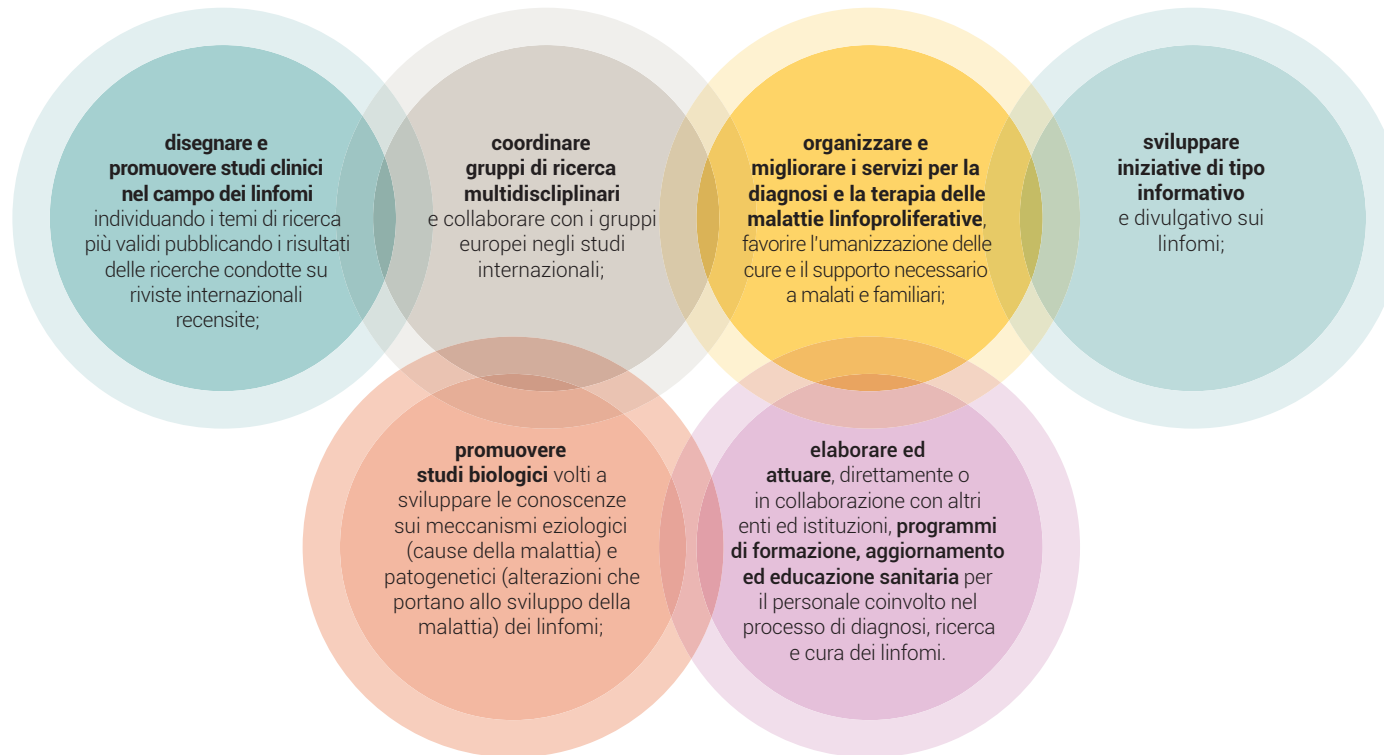 disegnare e
promuovere studi clinici
nel campo dei linfomi
individuando i temi di ricerca
più validi pubblicando i risultati
delle ricerche condotte su
riviste internazionali
recensite;
coordinare
gruppi di ricerca
multidiscliplinari
e collaborare con i gruppi
europei negli studi
internazionali;
organizzare e
migliorare i servizi per la
diagnosi e la terapia delle
malattie linfoproliferative,
favorire l'umanizzazione delle
cure e il supporto necessario
a malati e familiari;
sviluppare
iniziative di tipo
informativo
e divulgativo sui
linfomi;
promuovere
studi biologici volti a
sviluppare le conoscenze
sui meccanismi eziologici
(cause della malattia) e
patogenetici (alterazioni che
portano allo sviluppo della
malattia) dei linfomi;
elaborare ed
attuare, direttamente o
in collaborazione con altri
enti ed istituzioni, programmi
di formazione, aggiornamento
ed educazione sanitaria per
il personale coinvolto nel
processo di diagnosi, ricerca
e cura dei linfomi.